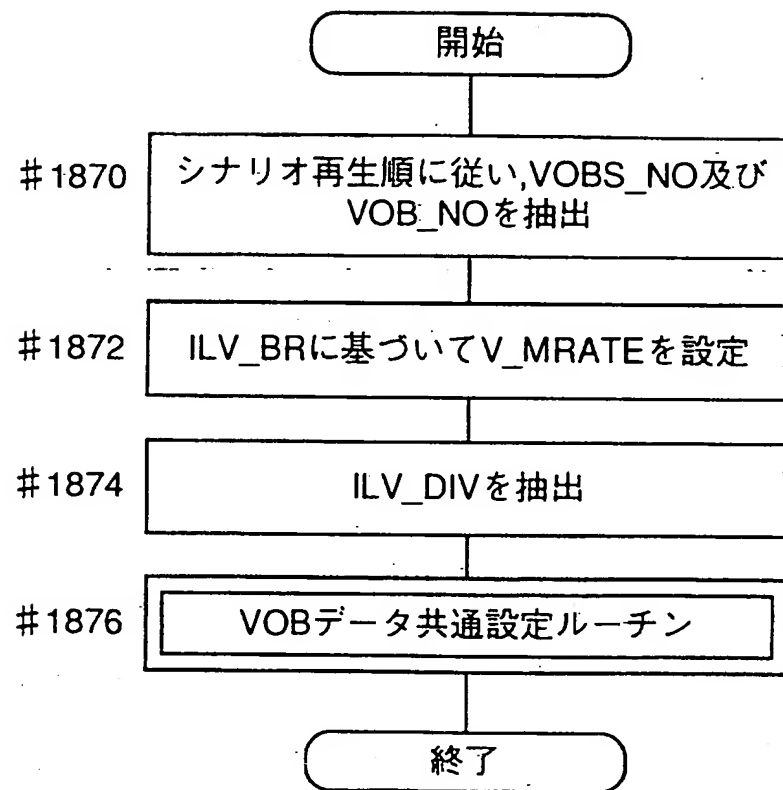 開始
#1870
シナリオ再生順に従い,VOBS_NO及び
VOB_NOを抽出
#1872
ILV_BRに基づいてV_MRATEを設定
#1874
ILV_DIVを抽出
#1876
VOBデータ共通設定ルーチン
終了